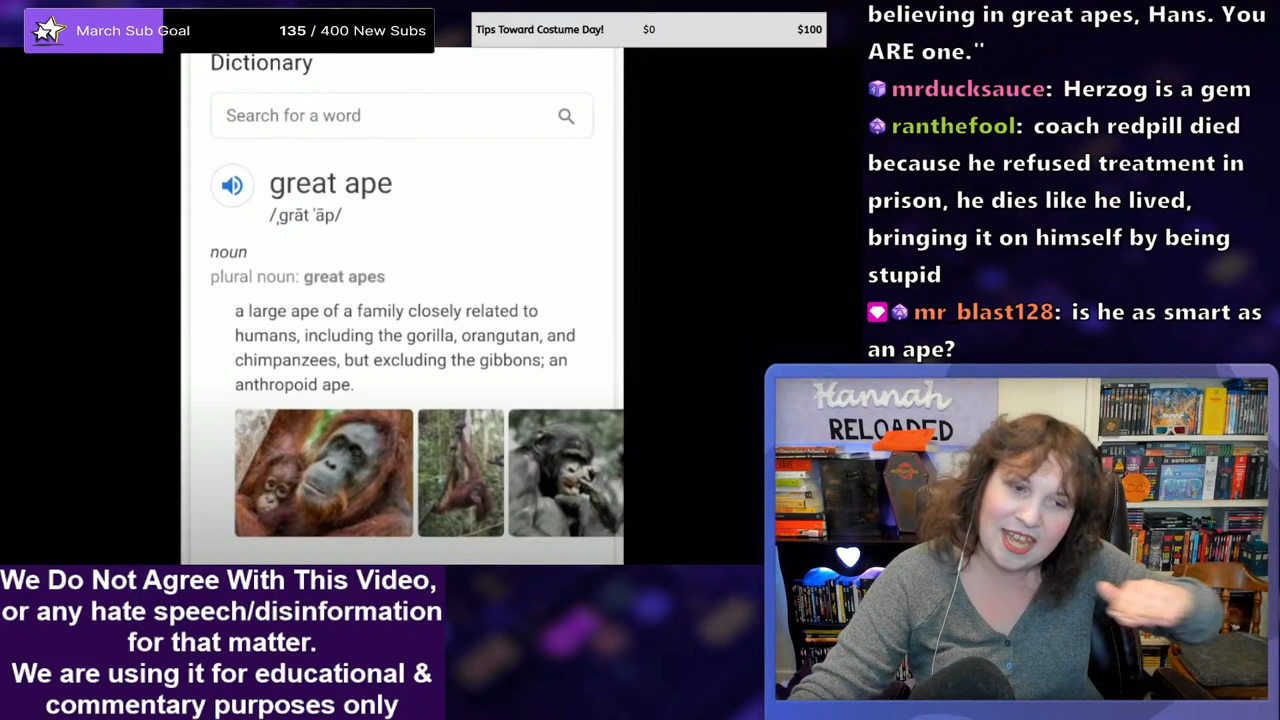 March Sub Goal
135 / 400 New Subs
Tips Toward Costume Day!
$0
$100
Dictionary
Search for a word
great ape
/ˌɡrāt ˈāp/
noun
plural noun: great apes
a large ape of a family closely related to
humans, including the gorilla, orangutan, and
chimpanzees, but excluding the gibbons; an
anthropoid ape.
We Do Not Agree With This Video,
or any hate speech/disinformation
for that matter.
We are using it for educational &
commentary purposes only
believing in great apes, Hans. You
ARE one."
mrducksauce: Herzog is a gem
ranthefool: coach redpill died
because he refused treatment in
prison, he dies like he lived,
bringing it on himself by being
stupid
mr_blast128: is he as smart as
an ape?
Hannah
RELOADED